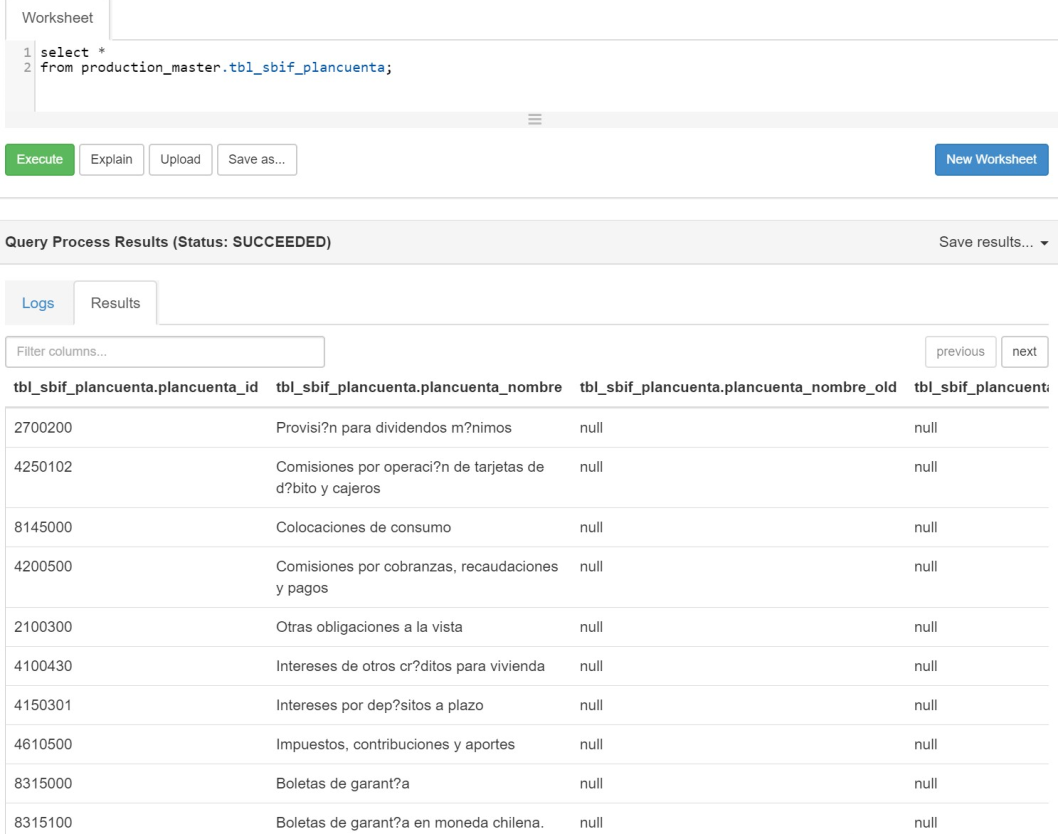 Worksheet
1 select *
2 from production_master.tbl_sbif_plancuenta;
Execute Explain Upload Save as... New Worksheet
Query Process Results (Status: SUCCEEDED) Save results...
Logs Results
Filter columns... previous next
tbl_sbif_plancuenta.plancuenta_id tbl_sbif_plancuenta.plancuenta_nombre tbl_sbif_plancuenta.plancuenta_nombre_old tbl_sbif_plancuenta
2700200 Provisi?n para dividendos m?nimos null null
4250102 Comisiones por operaci?n de tarjetas de null null
d?bito y cajeros
8145000 Colocaciones de consumo null null
4200500 Comisiones por cobranzas, recaudaciones null null
y pagos
2100300 Otras obligaciones a la vista null null
4100430 Intereses de otros cr?ditos para vivienda null null
4150301 Intereses por dep?sitos a plazo null null
4610500 Impuestos, contribuciones y aportes null null
8315000 Boletas de garant?a null null
8315100 Boletas de garant?a en moneda chilena. null null